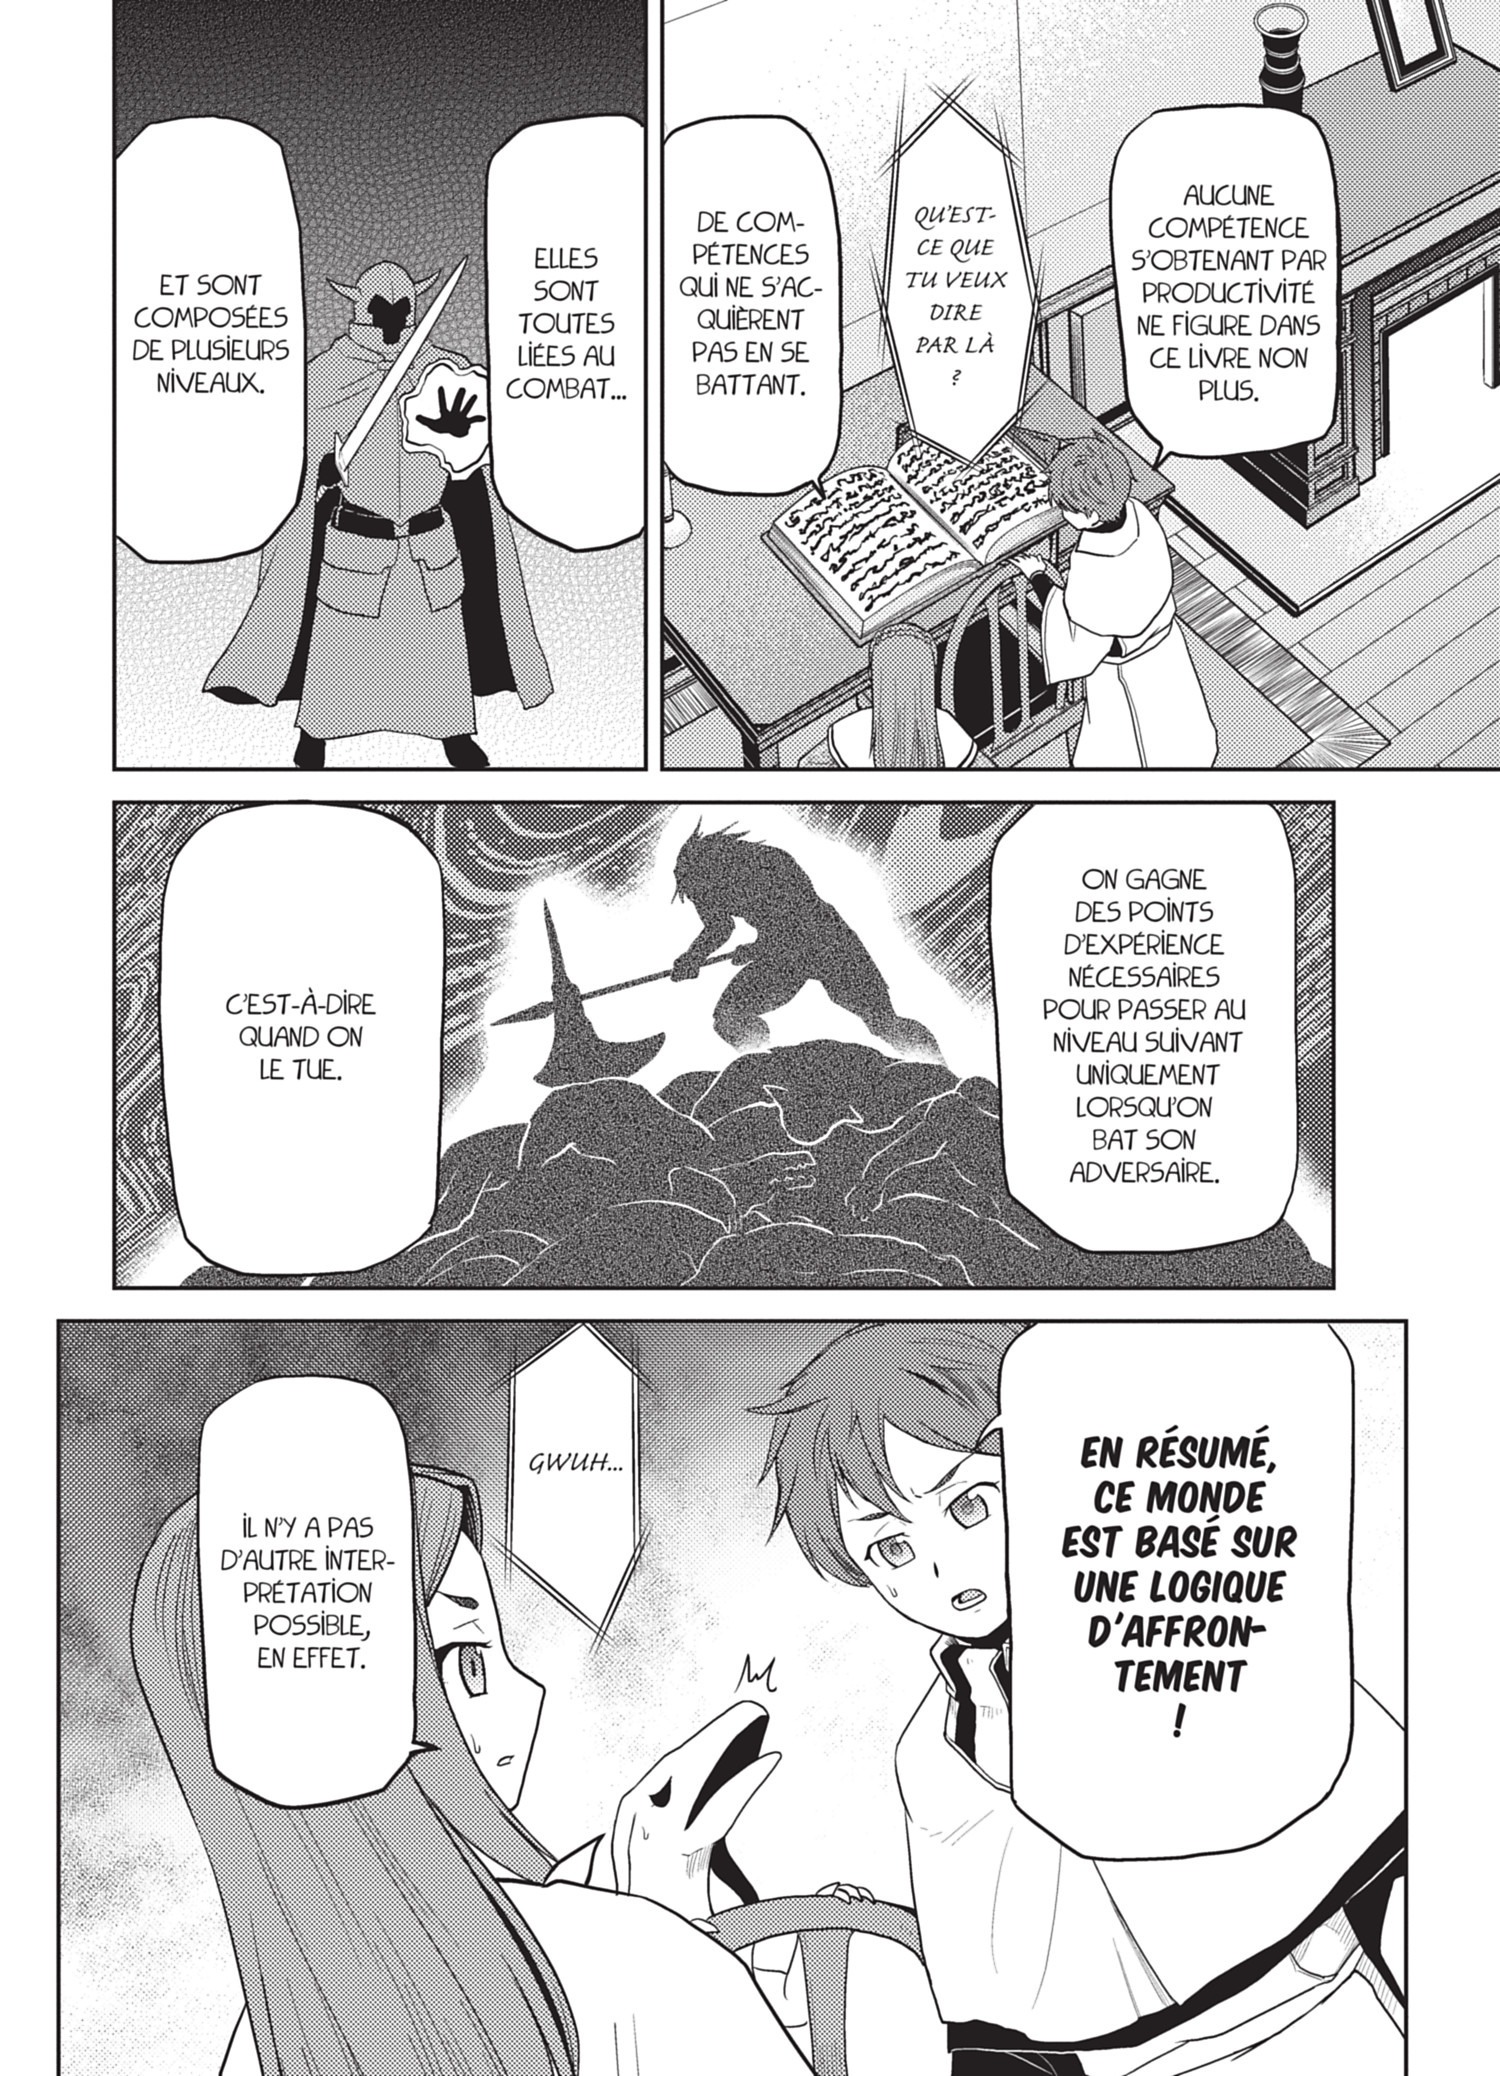 AUCUNE
COMPÉTENCE
S'OBTENANT PAR
PRODUCTIVITÉ
NE FIGURE DANS
CE LIVRE NON
PLUS.
QU'EST-
CE QUE
TU VEUX
DIRE
PAR LÀ
?
DE COM-
PÉTENCES
QUI NE S'AC-
QUIÈRENT
PAS EN SE
BATTANT.
ELLES
SONT
TOUTES
LIÉES AU
COMBAT...
ET SONT
COMPOSÉES
DE PLUSIEURS
NIVEAUX.
ON GAGNE
DES POINTS
D'EXPÉRIENCE
NÉCESSAIRES
POUR PASSER AU
NIVEAU SUIVANT
UNIQUEMENT
LORSQU'ON
BAT SON
ADVERSAIRE.
C'EST-À-DIRE
QUAND ON
LE TUE.
EN RÉSUMÉ,
CE MONDE
EST BASÉ SUR
UNE LOGIQUE
D'AFFRON-
TEMENT
!
GWUH...
IL N'Y A PAS
D'AUTRE INTER-
PRÉTATION
POSSIBLE,
EN EFFET.